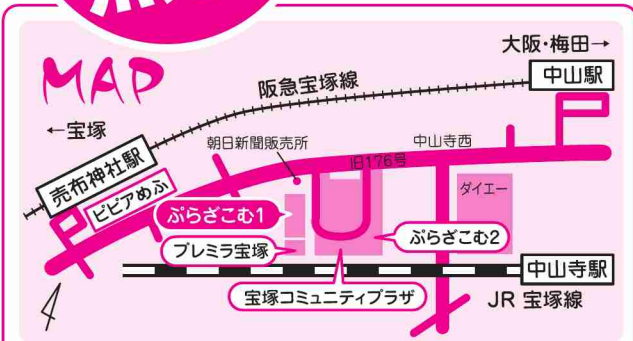 MAP
大阪・梅田→
中山駅
阪急宝塚線
←宝塚
朝日新聞販売所
中山寺西
旧176号
売布神社駅
ピピアめふ
ダイエー
ぷらざこむ1
ぷらざこむ2
プレミラ宝塚
中山寺駅
宝塚コミュニティプラザ
JR 宝塚線